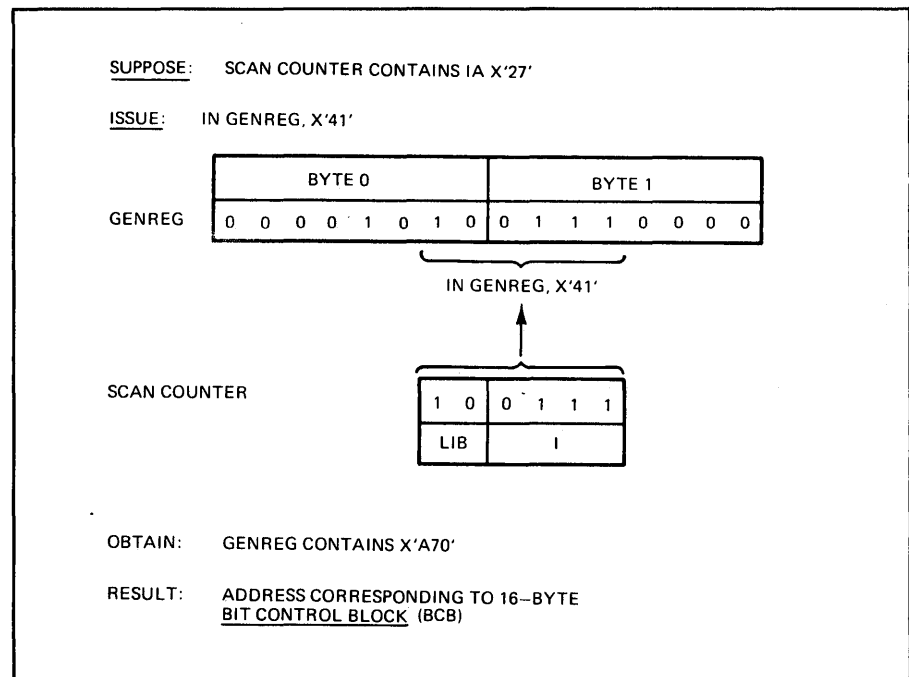 SUPPOSE: SCAN COUNTER CONTAINS IA X'27'
ISSUE: IN GENREG, X'41'
BYTE 0 BYTE 1
GENREG 0 0 0 0 1 0 1 0 0 1 1 1 0 0 0 0
IN GENREG, X'41'
SCAN COUNTER 1 0 0 1 1 1
LIB I
OBTAIN: GENREG CONTAINS X'A70'
RESULT: ADDRESS CORRESPONDING TO 16–BYTE
BIT CONTROL BLOCK (BCB)